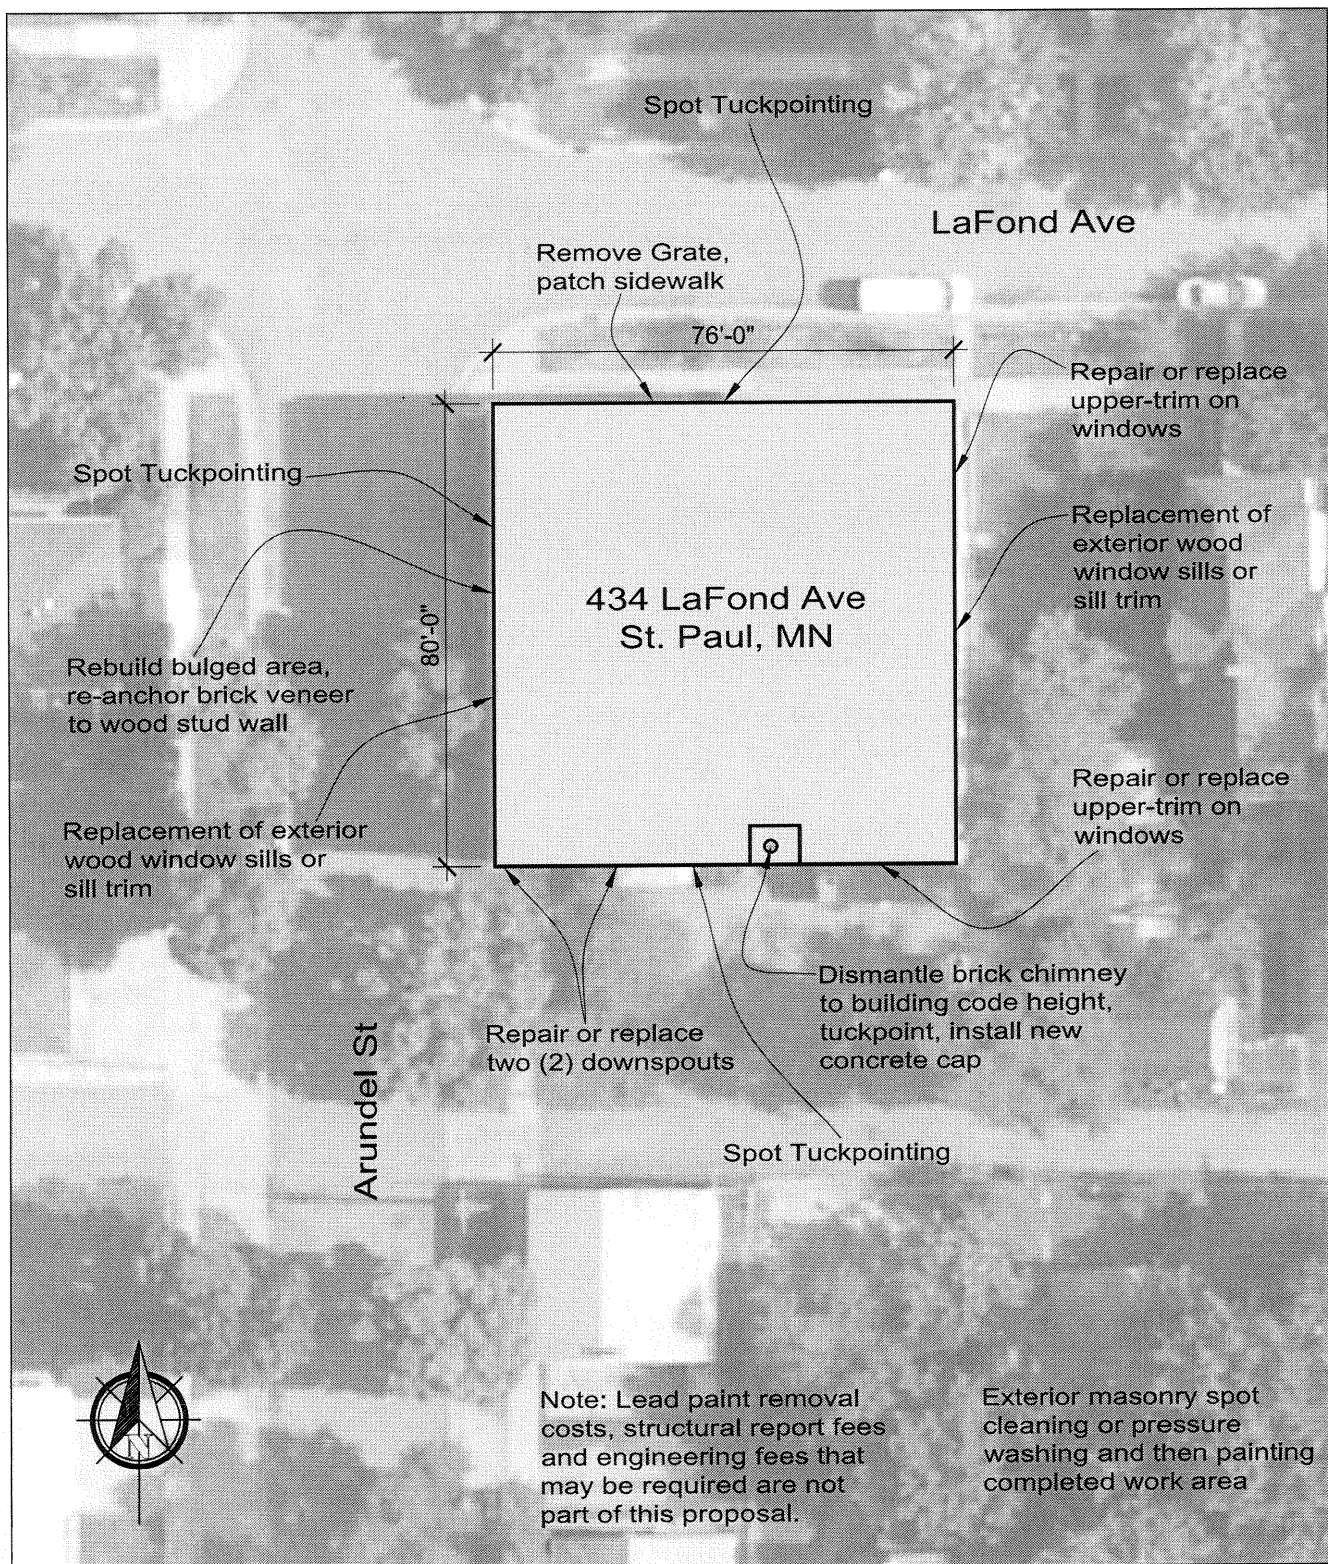 Spot Tuckpointing
LaFond Ave
Remove Grate,
patch sidewalk
76'-0"
Repair or replace
upper-trim on
windows
Spot Tuckpointing
Replacement of
exterior wood
window sills or
sill trim
434 LaFond Ave
St. Paul, MN
80'-0"
Rebuild bulged area,
re-anchor brick veneer
to wood stud wall
Repair or replace
upper-trim on
windows
Replacement of exterior
wood window sills or
sill trim
Dismantle brick chimney
to building code height,
tuckpoint, install new
concrete cap
Repair or replace
two (2) downspouts
Arundel St
Spot Tuckpointing
N
Note: Lead paint removal
costs, structural report fees
and engineering fees that
may be required are not
part of this proposal.
Exterior masonry spot
cleaning or pressure
washing and then painting
completed work area